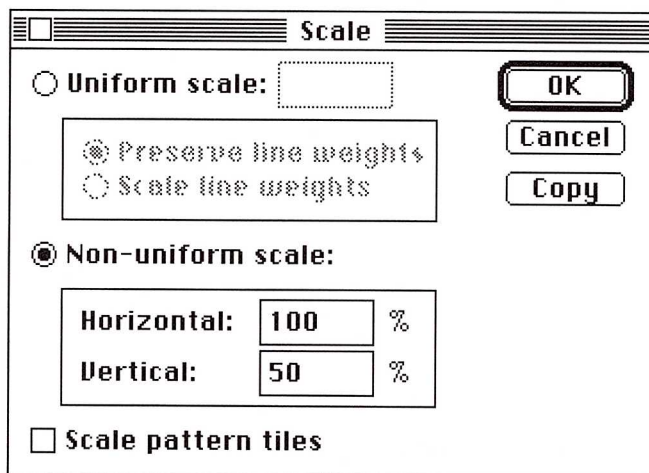 Scale
Uniform scale:
OK
Preserve line weights
Scale line weights
Cancel
Copy
Non-uniform scale:
Horizontal: 100 %
Vertical: 50 %
Scale pattern tiles